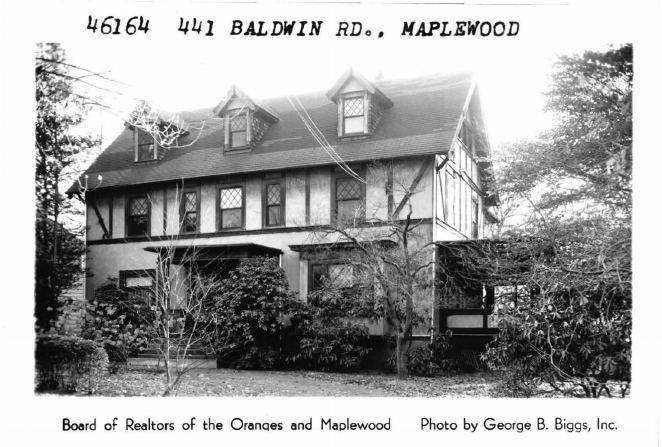 46164 441 BALDWIN RD., MAPLEWOOD
Board of Realtors of the Oranges and Maplewood Photo by George B. Biggs, Inc.